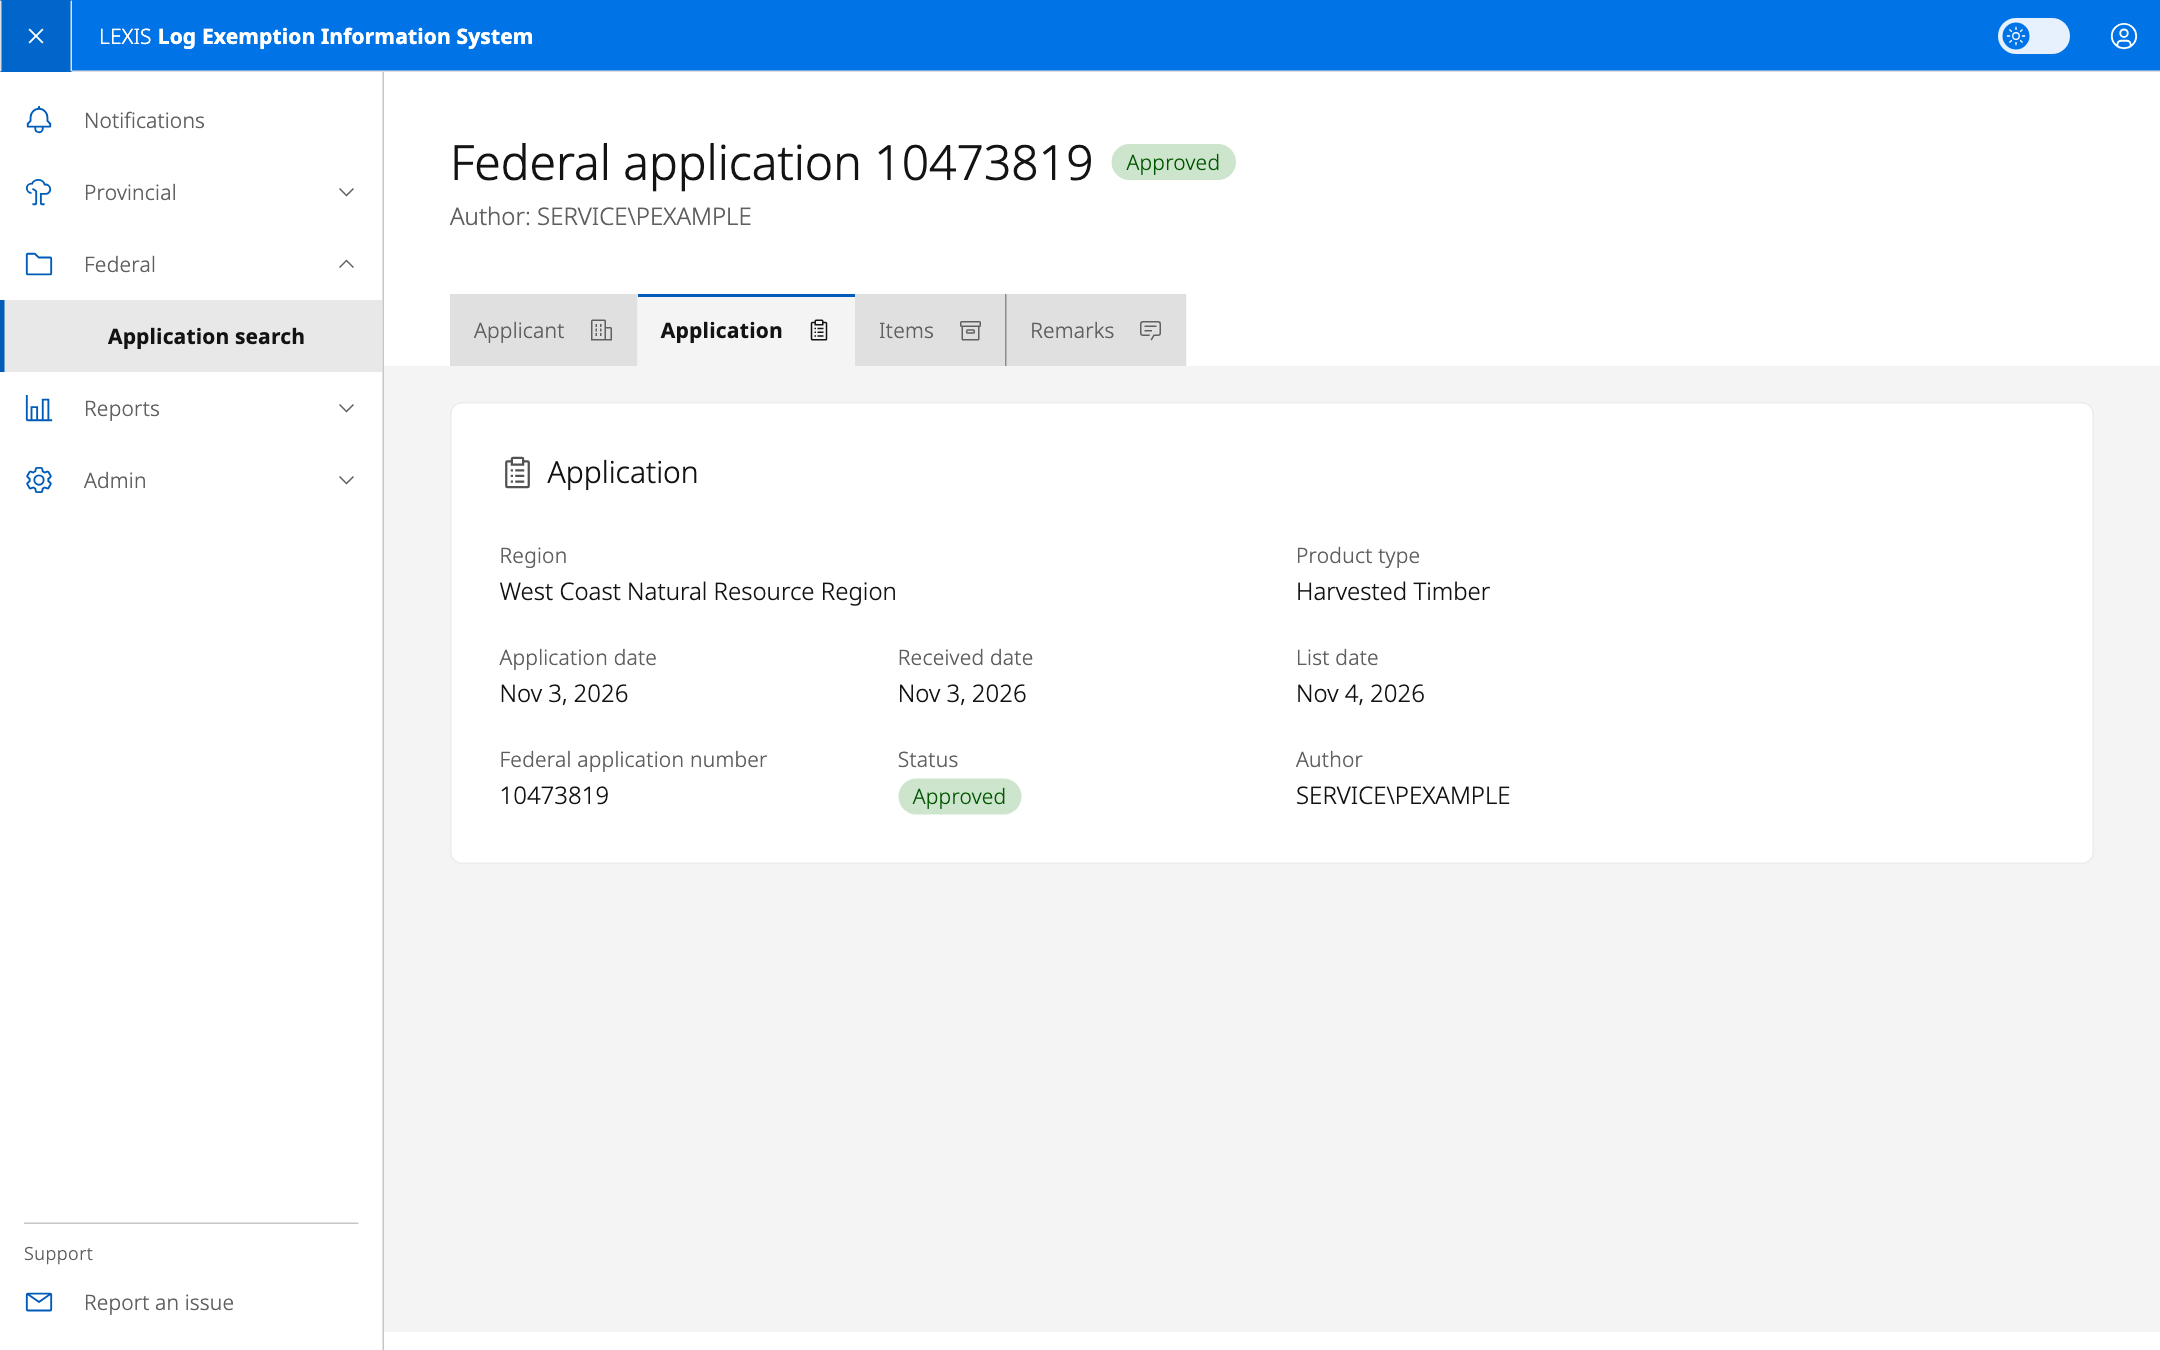 LEXIS Log Exemption Information System
Notifications
Provincial
Federal
Application search
Reports
Admin
Support
Report an issue
Federal application 10473819 Approved
Author: SERVICE\PEXAMPLE
Applicant Application Items Remarks
Application
Region Product type
West Coast Natural Resource Region Harvested Timber
Application date Received date List date
Nov 3, 2026 Nov 3, 2026 Nov 4, 2026
Federal application number Status Author
10473819 Approved SERVICE\PEXAMPLE